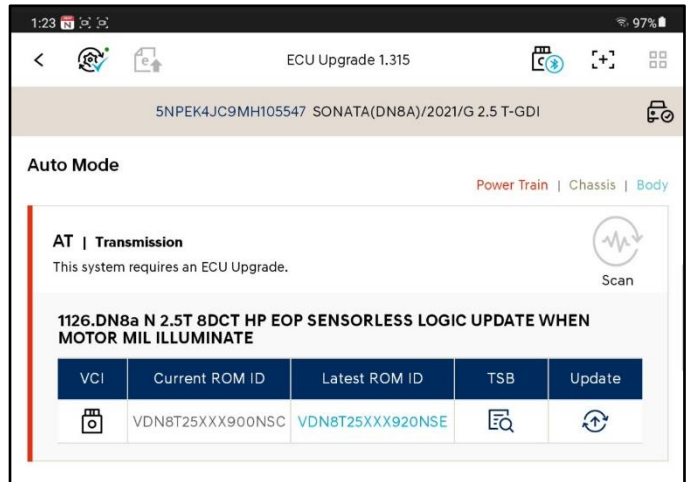 1:23 97%
ECU Upgrade 1.315
5NPEK4JC9MH105547 SONATA(DN8A)/2021/G 2.5 T-GDI
Auto Mode
Power Train | Chassis | Body
AT | Transmission
This system requires an ECU Upgrade.
Scan
1126.DN8a N 2.5T 8DCT HP EOP SENSORLESS LOGIC UPDATE WHEN
MOTOR MIL ILLUMINATE
VCI Current ROM ID Latest ROM ID TSB Update
VDN8T25XXX900NSC VDN8T25XXX920NSE